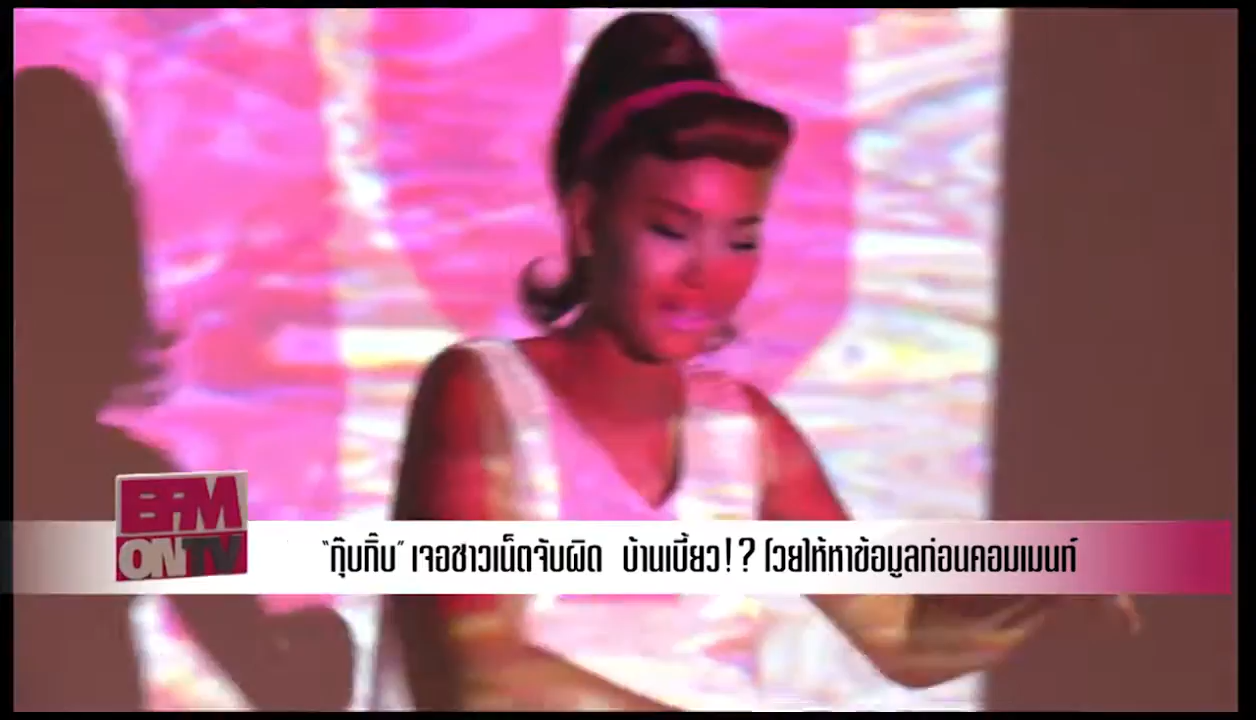 EFM
ONTV
"กุ๊บกิ๊บ" เจอชาวเน็ตจับผิด บ้านเบี้ยว!? โวยให้หาข้อมูลก่อนคอมเมนท์